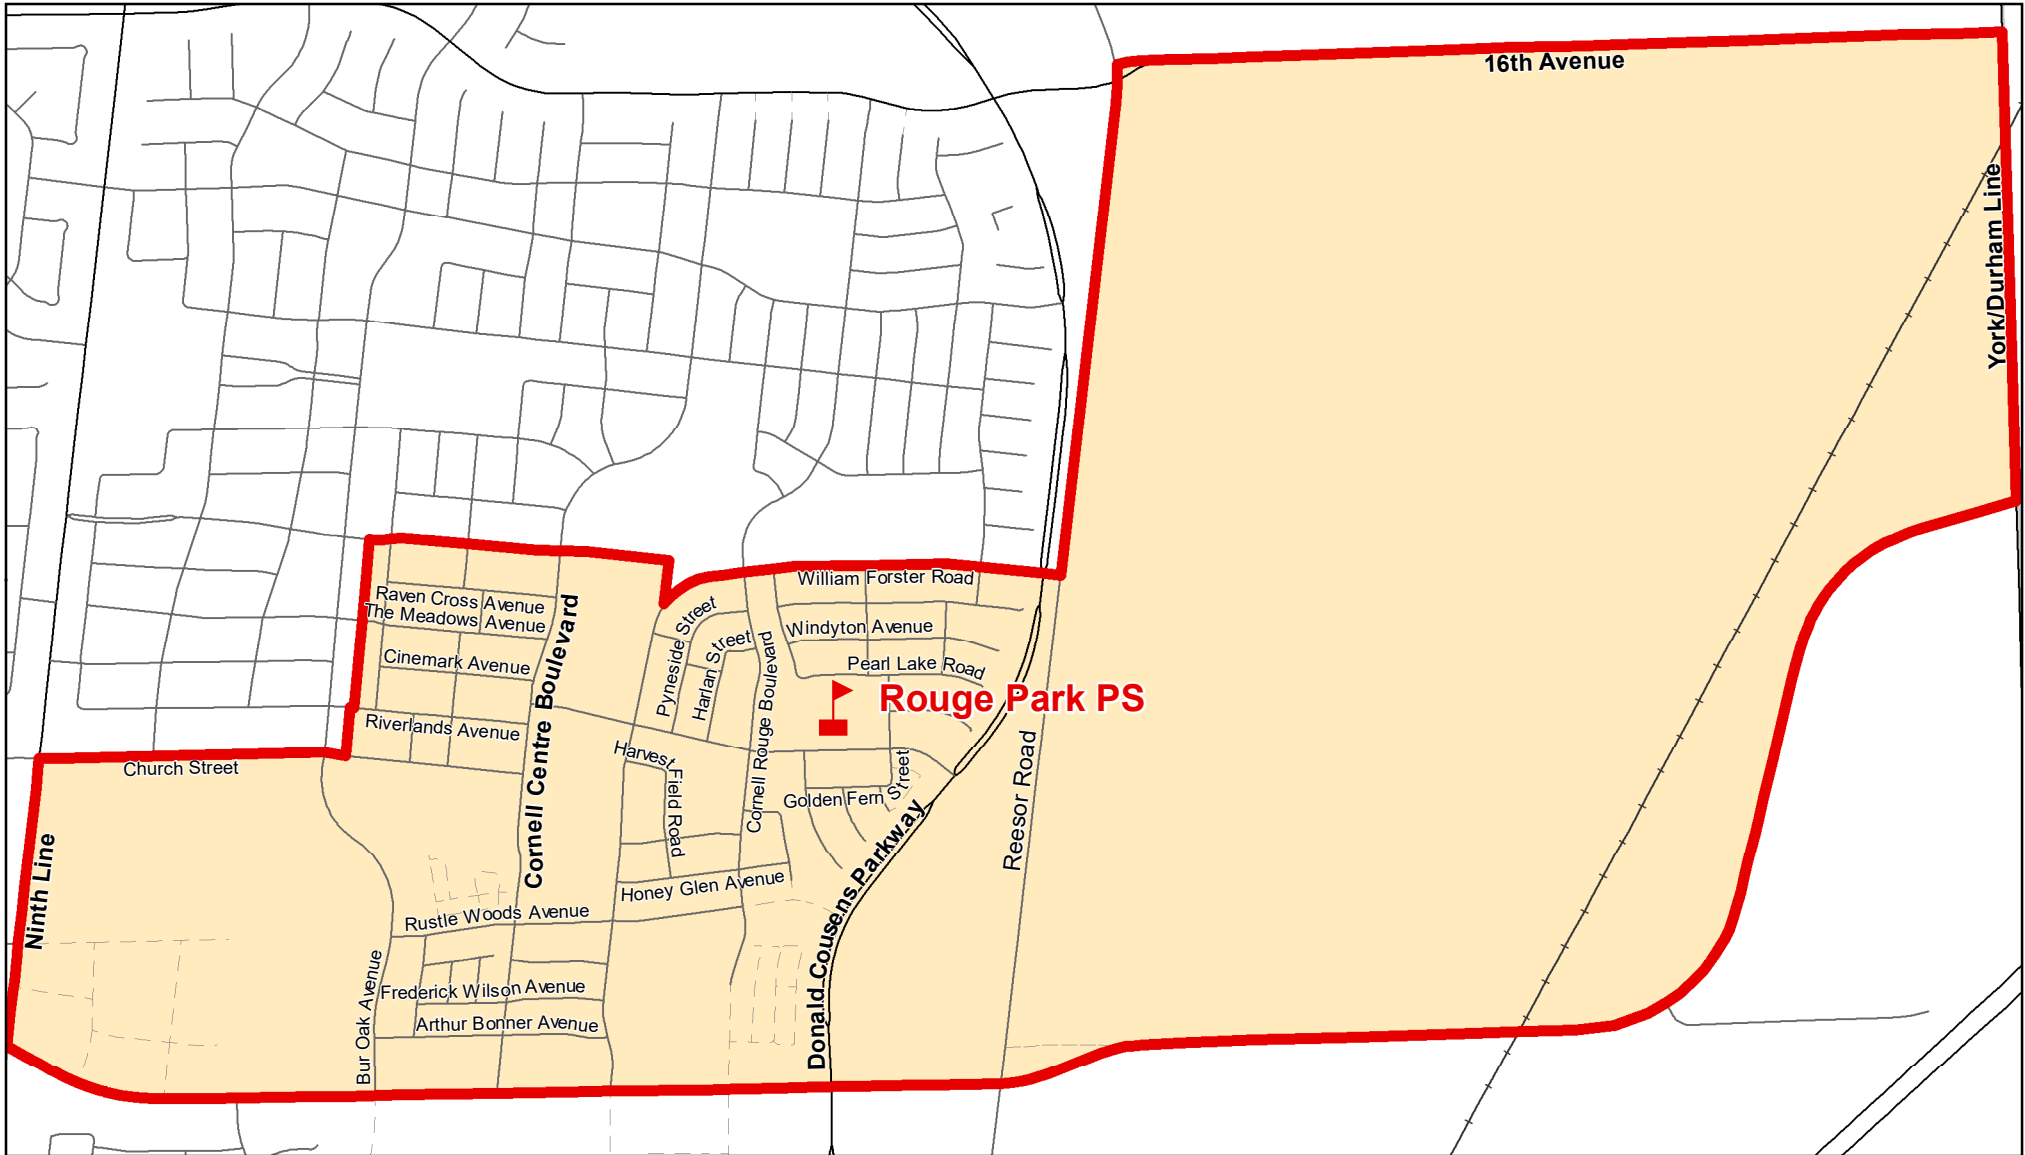 16th Avenue
York/Durham Line
William Forster Road
Raven Cross Avenue
The Meadows Avenue
Pyneside Street
Harlan Street
Windyton Avenue
Cinemark Avenue
Pearl Lake Road
Cornell Centre Boulevard
Cornell Rouge Boulevard
Rouge Park PS
Riverlands Avenue
Church Street
Harvest Field Road
Reesor Road
Golden Fern Street
Ninth Line
Honey Glen Avenue
Donald Cousens Parkway
Rustle Woods Avenue
Bur Oak Avenue
Frederick Wilson Avenue
Arthur Bonner Avenue